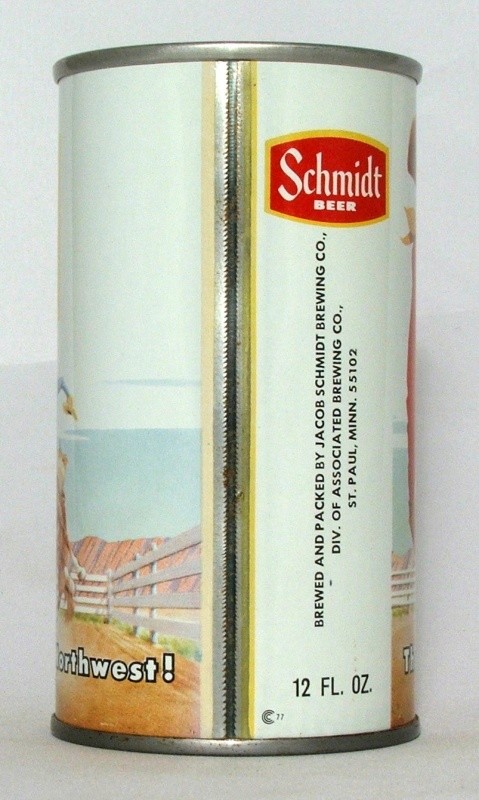 Schmidt
BEER
BREWED AND PACKED BY JACOB SCHMIDT BREWING CO.,
DIV. OF ASSOCIATED BREWING CO.,
ST. PAUL, MINN. 55102
12 FL. OZ.
77